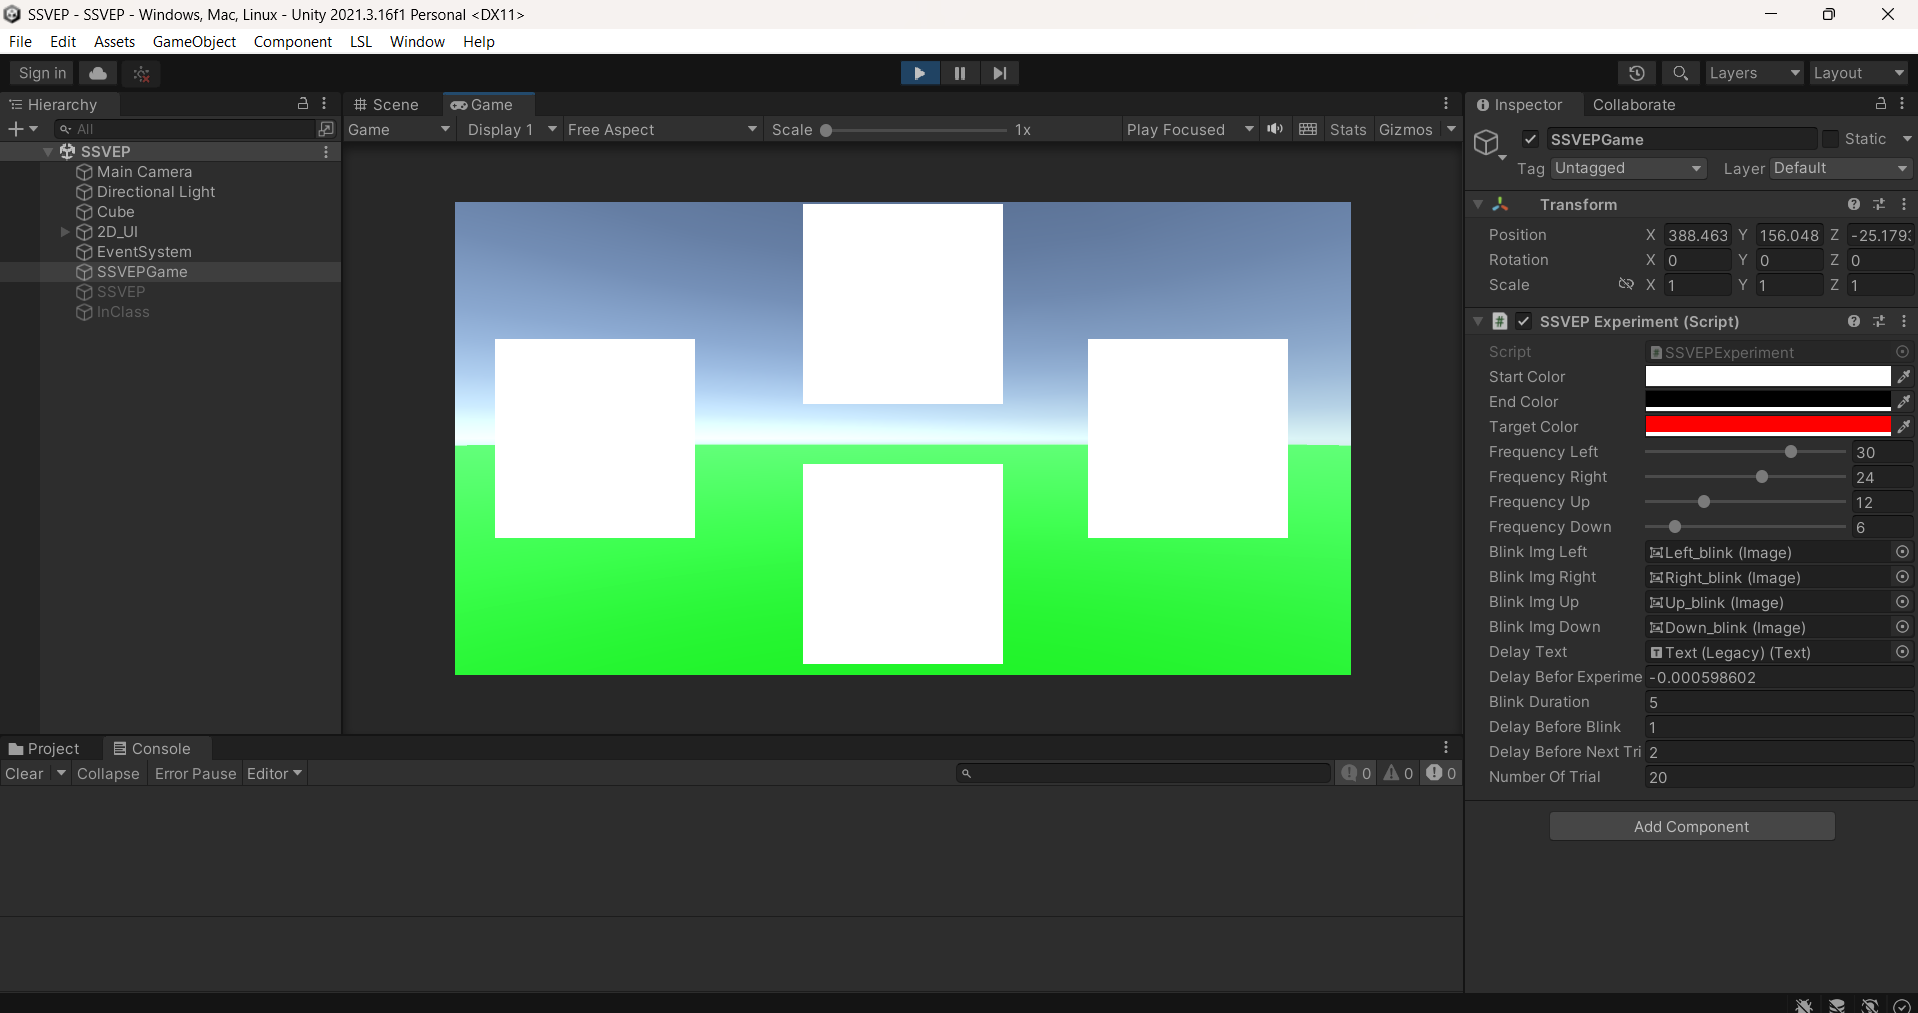 SSVEP - SSVEP - Windows, Mac, Linux - Unity 2021.3.16f1 Personal <DX11>
File Edit Assets GameObject Component LSL Window Help
Sign in Layers Layout
Hierarchy
All
SSVEP
Main Camera
Directional Light
Cube
2D_UI
EventSystem
SSVEPGame
SSVEP
InClass
Scene Game
Game Display 1 Free Aspect Scale 1x Play Focused Stats Gizmos
Project Console
Clear Collapse Error Pause Editor 0 0 0
Inspector Collaborate
SSVEPGame Static
Tag Untagged Layer Default
Transform
Position X 388.463 Y 156.048 Z -25.179
Rotation X 0 Y 0 Z 0
Scale X 1 Y 1 Z 1
# SSVEP Experiment (Script)
Script SSVEPExperiment
Start Color
End Color
Target Color
Frequency Left 30
Frequency Right 24
Frequency Up 12
Frequency Down 6
Blink Img Left Left_blink (Image)
Blink Img Right Right_blink (Image)
Blink Img Up Up_blink (Image)
Blink Img Down Down_blink (Image)
Delay Text Text (Legacy) (Text)
Delay Befor Experime -0.000598602
Blink Duration 5
Delay Before Blink 1
Delay Before Next Tri 2
Number Of Trial 20
Add Component